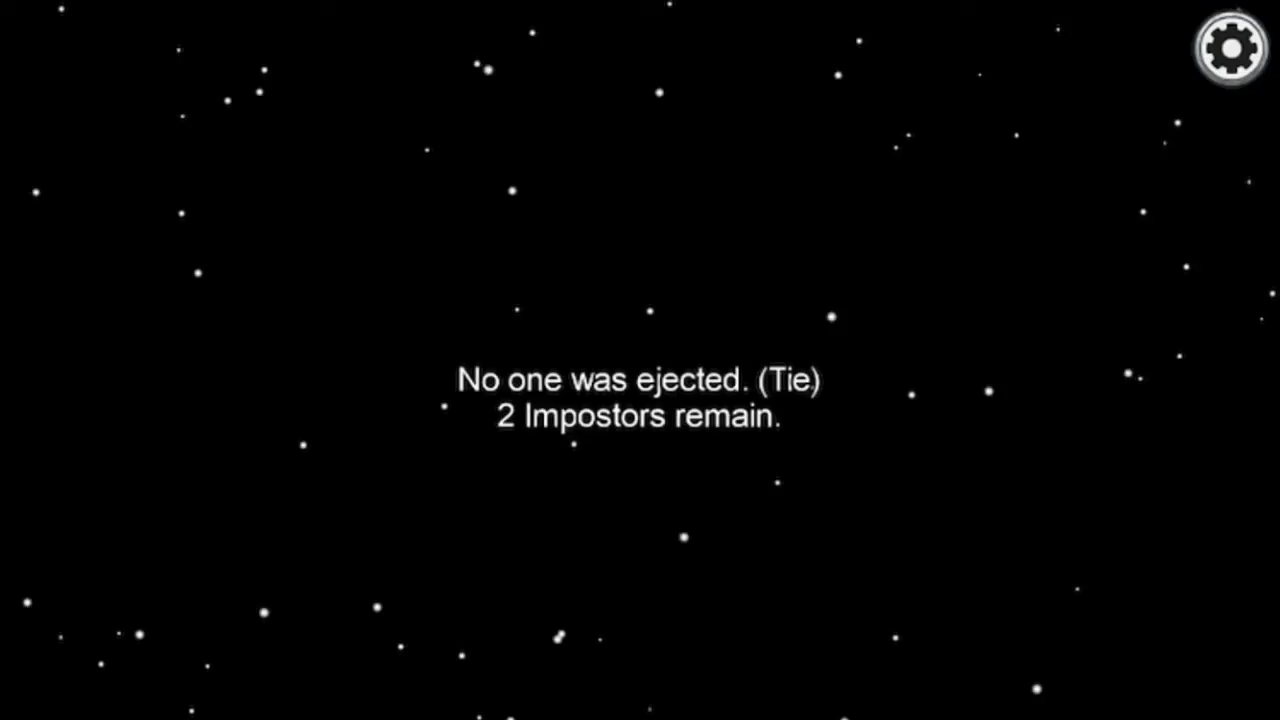 No one was ejected. (Tie)
2 Impostors remain.